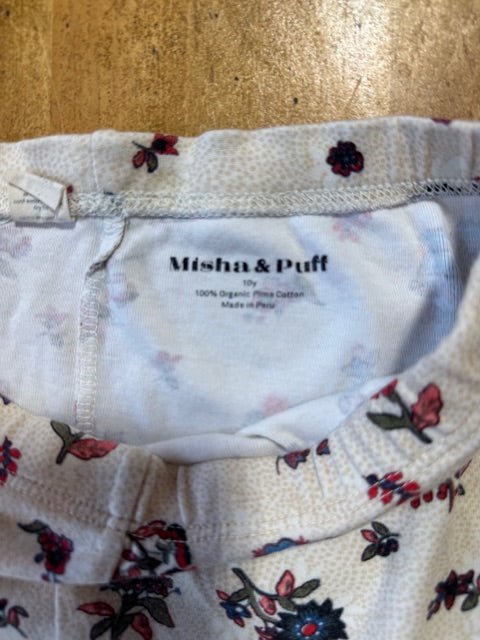 Misha & Puff
10y
100% Organic Pima Cotton
Made in Peru